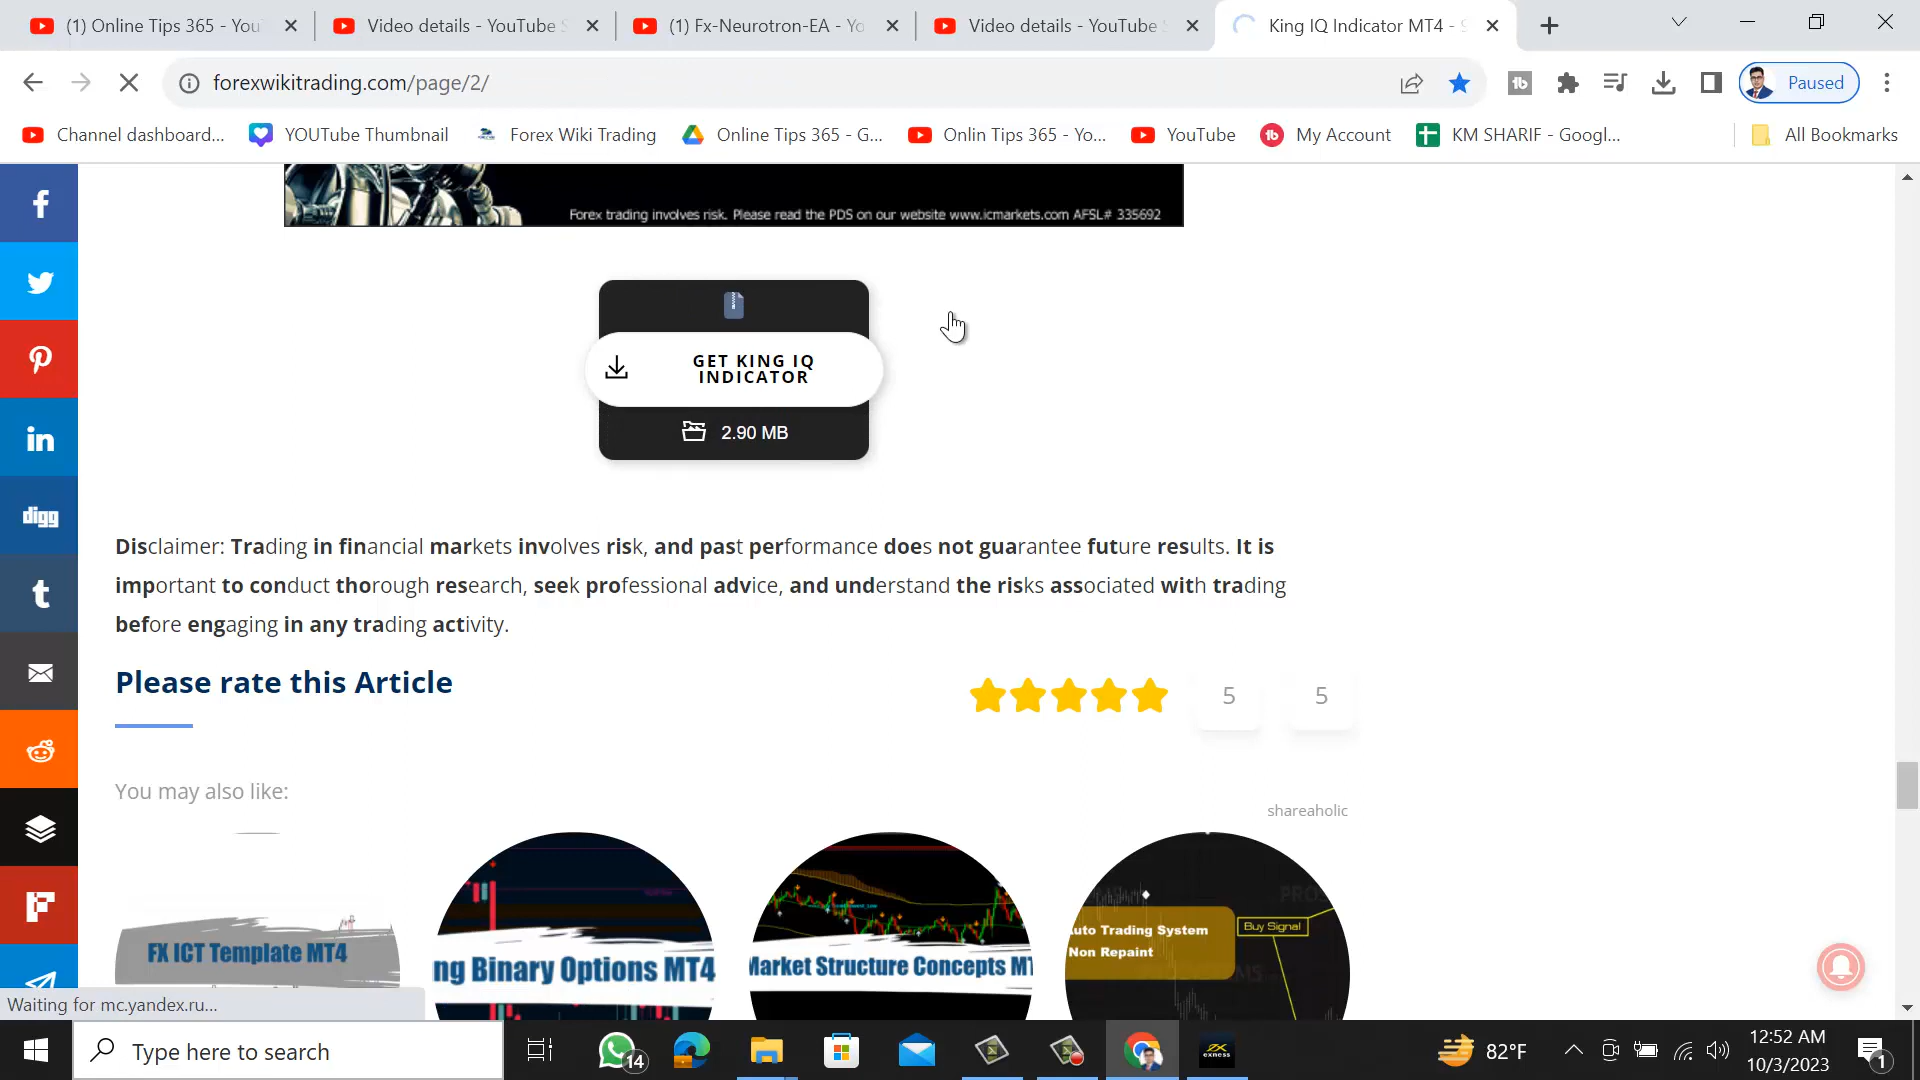 (1) Online Tips 365 - You
Video details - YouTube S
(1) Fx-Neurotron-EA - Yo
Video details - YouTube S
King IQ Indicator MT4 - 9
forexwikitrading.com/page/2/
Paused
Channel dashboard...
YOUTube Thumbnail
Forex Wiki Trading
Online Tips 365 - G...
Onlin Tips 365 - Yo...
YouTube
My Account
KM SHARIF - Googl...
All Bookmarks
Forex trading involves risk. Please read the PDS on our website www.icmarkets.com AFSL# 335692
GET KING IQ
INDICATOR
2.90 MB
Disclaimer: Trading in financial markets involves risk, and past performance does not guarantee future results. It is
important to conduct thorough research, seek professional advice, and understand the risks associated with trading
before engaging in any trading activity.
Please rate this Article
5
5
You may also like:
shareaholic
FX ICT Template MT4
ng Binary Options MT4
Market Structure Concepts MT
uto Trading System
Non Repaint
Buy Signal
digg
Waiting for mc.yandex.ru...
Type here to search
14
exness
82°F
12:52 AM
10/3/2023
1